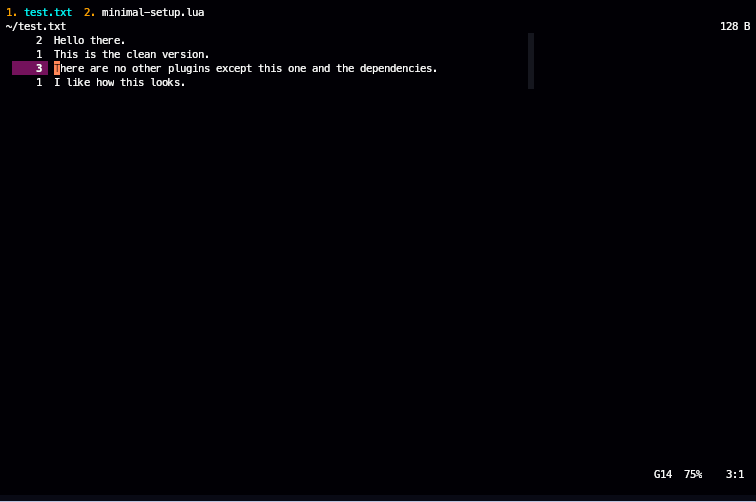 1. test.txt  2. minimal-setup.lua
~/test.txt 128 B
2 Hello there.
1 This is the clean version.
3 There are no other plugins except this one and the dependencies.
1 I like how this looks.
G14 75% 3:1